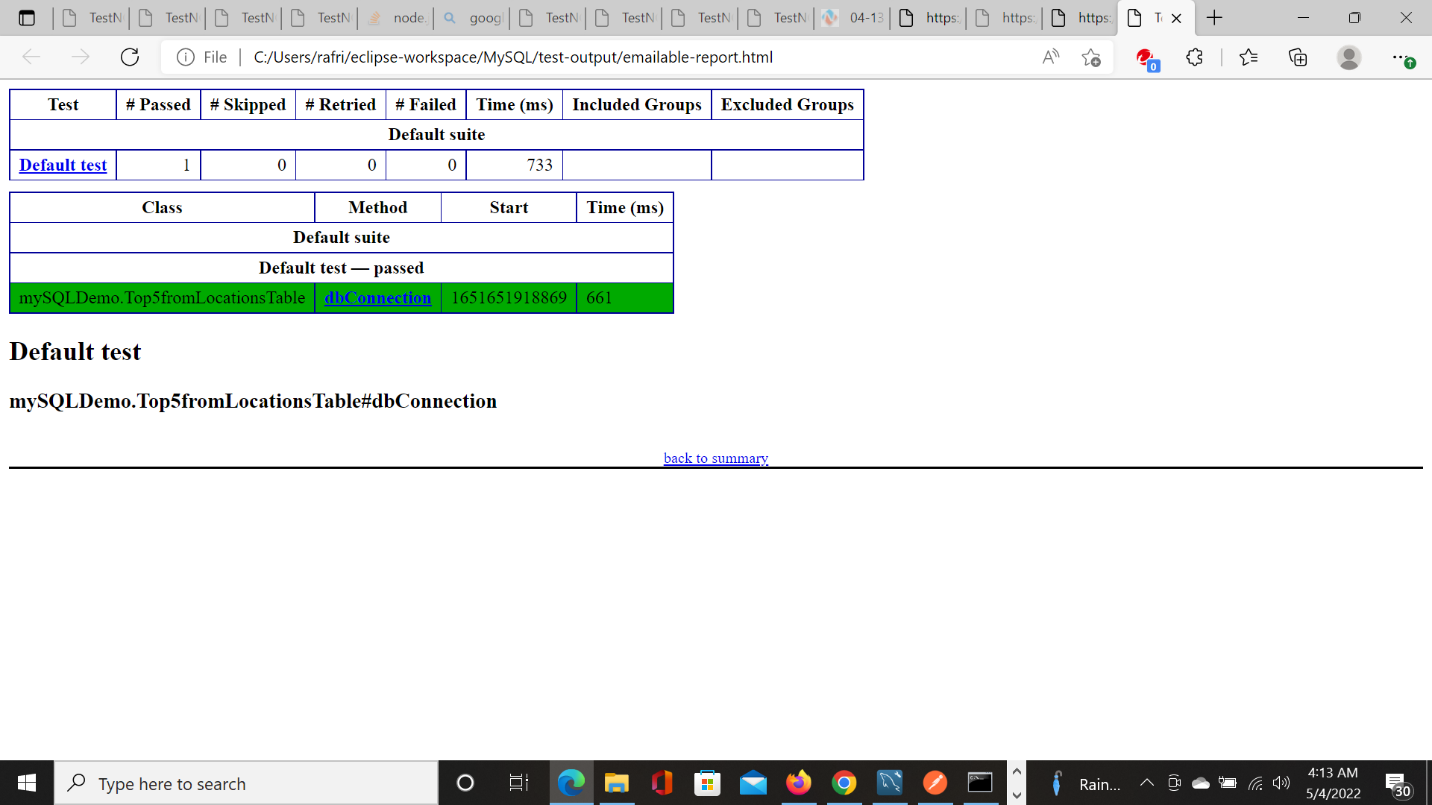 TestN TestN TestN TestN node. goog TestN TestN TestN TestN 04-13 https: https: https: T
File C:/Users/rafri/eclipse-workspace/MySQL/test-output/emailable-report.html A 0
Test # Passed # Skipped # Retried # Failed Time (ms) Included Groups Excluded Groups
Default suite
Default test 1 0 0 0 733
Class Method Start Time (ms)
Default suite
Default test — passed
mySQLDemo.Top5fromLocationsTable dbConnection 1651651918869 661
Default test
mySQLDemo.Top5fromLocationsTable#dbConnection
back to summary
Type here to search Rain... 4:13 AM 30
5/4/2022